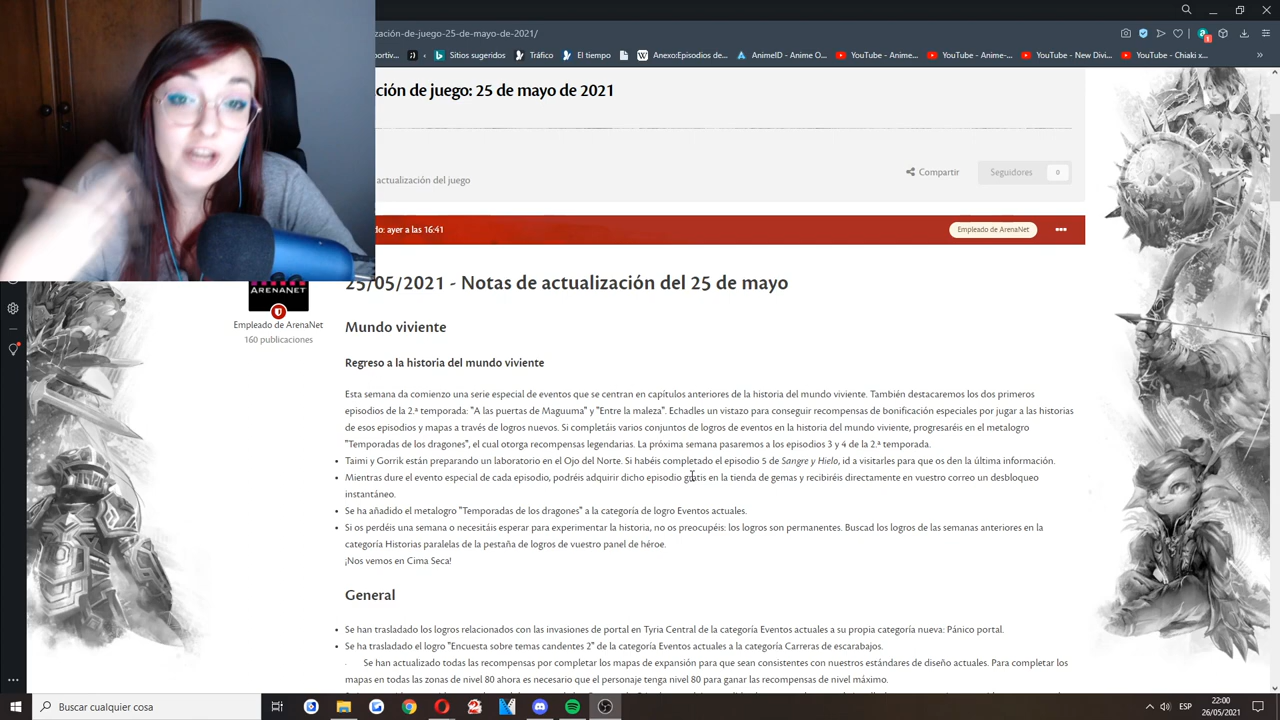 zación-de-juego-25-de-mayo-de-2021/
1
portiv...
Sitios sugeridos
Tráfico
El tiempo
Anexo:Episodios de...
AnimeID - Anime O...
YouTube - Anime-...
YouTube - Anime-...
YouTube - New Divi...
YouTube - Chiaki x...
»
ción de juego: 25 de mayo de 2021
Compartir
Seguidores
0
actualización del juego
do: ayer a las 16:41
Empleado de ArenaNet
25/05/2021 - Notas de actualización del 25 de mayo
ARENANET
Empleado de ArenaNet
160 publicaciones
Mundo viviente
Regreso a la historia del mundo viviente
Esta semana da comienzo una serie especial de eventos que se centran en capítulos anteriores de la historia del mundo viviente. También destacaremos los dos primeros
episodios de la 2.ª temporada: "A las puertas de Maguuma" y "Entre la maleza". Echadles un vistazo para conseguir recompensas de bonificación especiales por jugar a las historias
de esos episodios y mapas a través de logros nuevos. Si completáis varios conjuntos de logros de eventos en la historia del mundo viviente, progresaréis en el metalogro
"Temporadas de los dragones", el cual otorga recompensas legendarias. La próxima semana pasaremos a los episodios 3 y 4 de la 2.ª temporada.
• Taimi y Gorrik están preparando un laboratorio en el Ojo del Norte. Si habéis completado el episodio 5 de Sangre y Hielo, id a visitarles para que os den la última información.
• Mientras dure el evento especial de cada episodio, podréis adquirir dicho episodio gratis en la tienda de gemas y recibiréis directamente en vuestro correo un desbloqueo
instantáneo.
• Se ha añadido el metalogro "Temporadas de los dragones" a la categoría de logro Eventos actuales.
• Si os perdéis una semana o necesitáis esperar para experimentar la historia, no os preocupéis: los logros son permanentes. Buscad los logros de las semanas anteriores en la
categoría Historias paralelas de la pestaña de logros de vuestro panel de héroe.
¡Nos vemos en Cima Seca!
General
• Se han trasladado los logros relacionados con las invasiones de portal en Tyria Central de la categoría Eventos actuales a su propia categoría nueva: Pánico portal.
• Se ha trasladado el logro "Encuesta sobre temas candentes 2" de la categoría Eventos actuales a la categoría Carreras de escarabajos.
· Se han actualizado todas las recompensas por completar los mapas de expansión para que sean consistentes con nuestros estándares de diseño actuales. Para completar los
mapas en todas las zonas de nivel 80 ahora es necesario que el personaje tenga nivel 80 para ganar las recompensas de nivel máximo.
Buscar cualquier cosa
ESP
22:00
26/05/2021